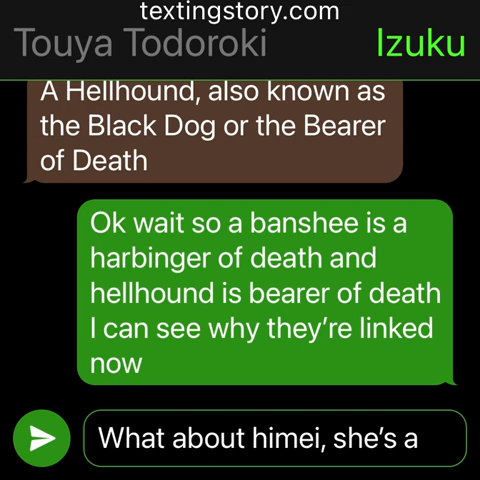 textingstory.com
Touya Todoroki Izuku
A Hellhound, also known as
the Black Dog or the Bearer
of Death
Ok wait so a banshee is a
harbinger of death and
hellhound is bearer of death
I can see why they’re linked
now
What about himei, she’s a